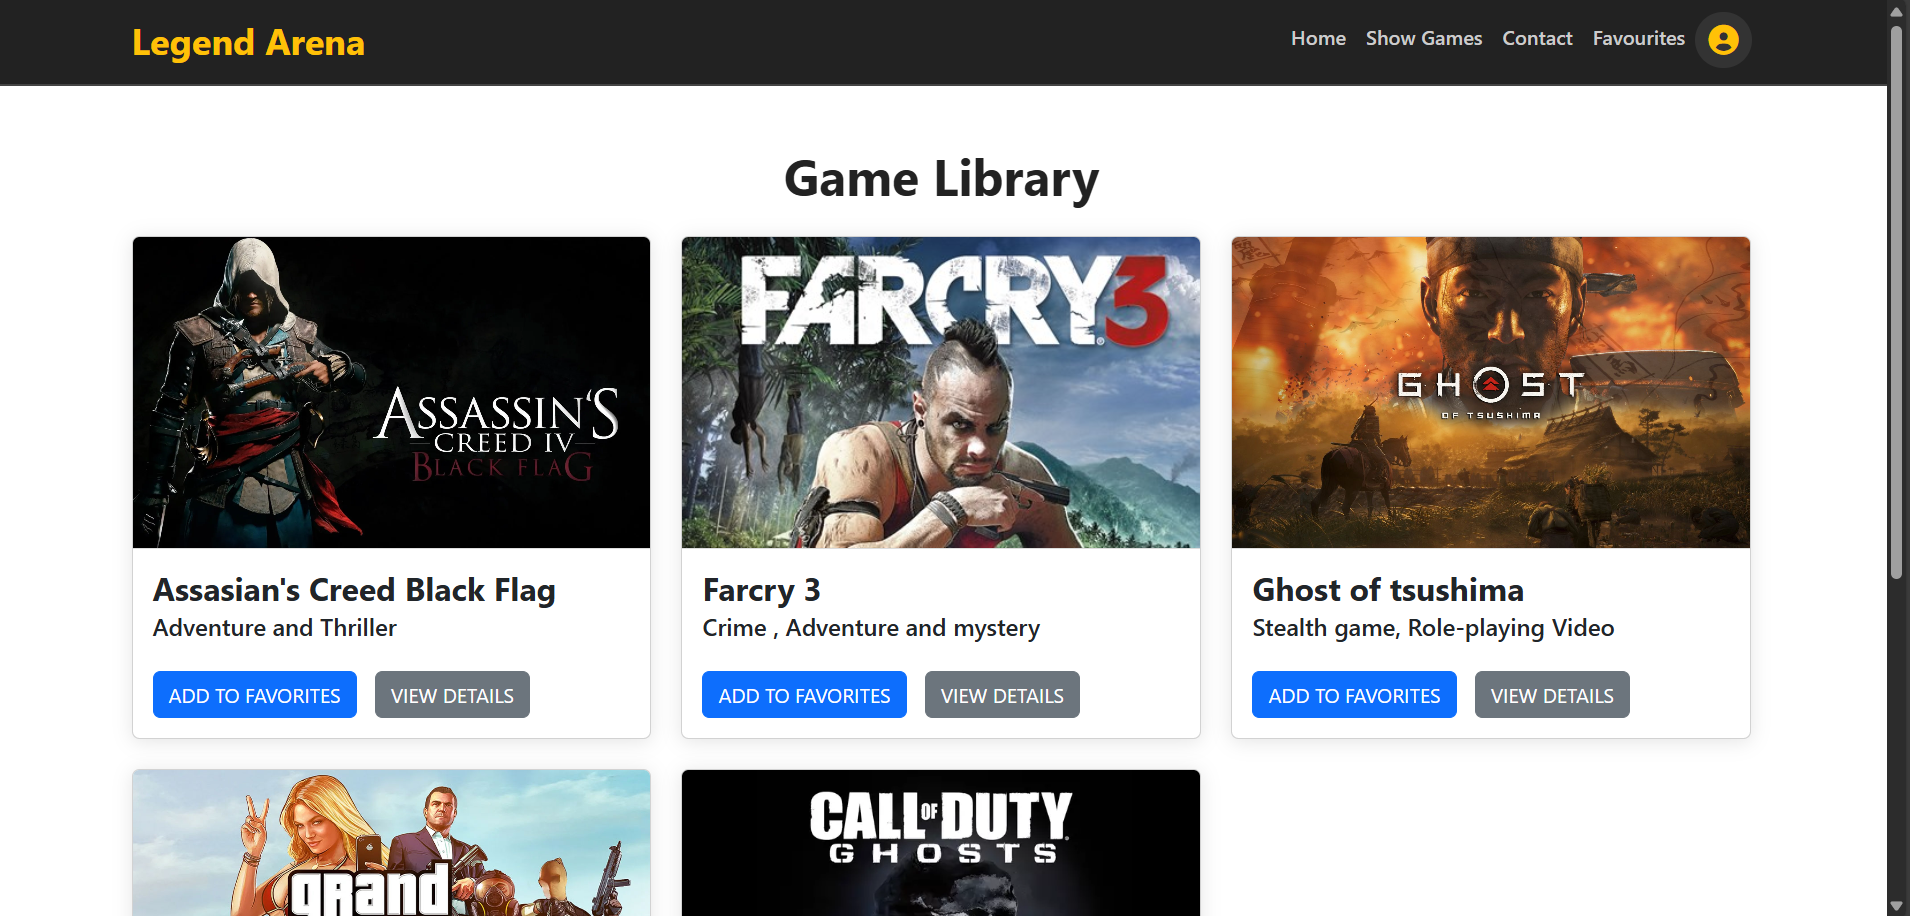 Legend Arena
Home Show Games Contact Favourites
Game Library
ASSASSIN'S
CREED IV
BLACK FLAG
FARCRY 3
GHOST
OF TSUSHIMA
Assasian's Creed Black Flag
Adventure and Thriller
ADD TO FAVORITES VIEW DETAILS
Farcry 3
Crime , Adventure and mystery
ADD TO FAVORITES VIEW DETAILS
Ghost of tsushima
Stealth game, Role-playing Video
ADD TO FAVORITES VIEW DETAILS
grand
CALL OF DUTY
GHOSTS